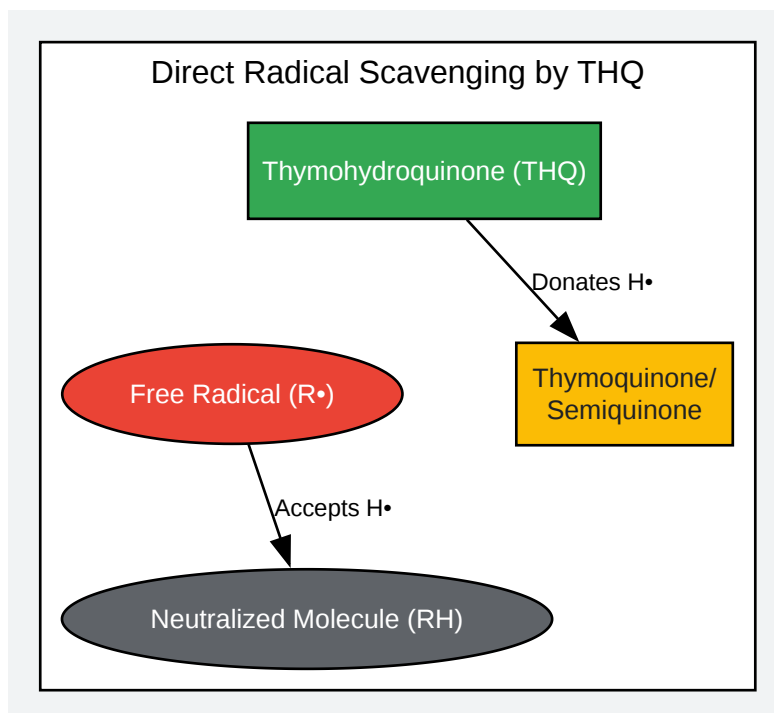 Direct Radical Scavenging by THQ
Thymohydroquinone (THQ)
Donates H•
Free Radical (R•)
Thymoquinone/
Semiquinone
Accepts H•
Neutralized Molecule (RH)